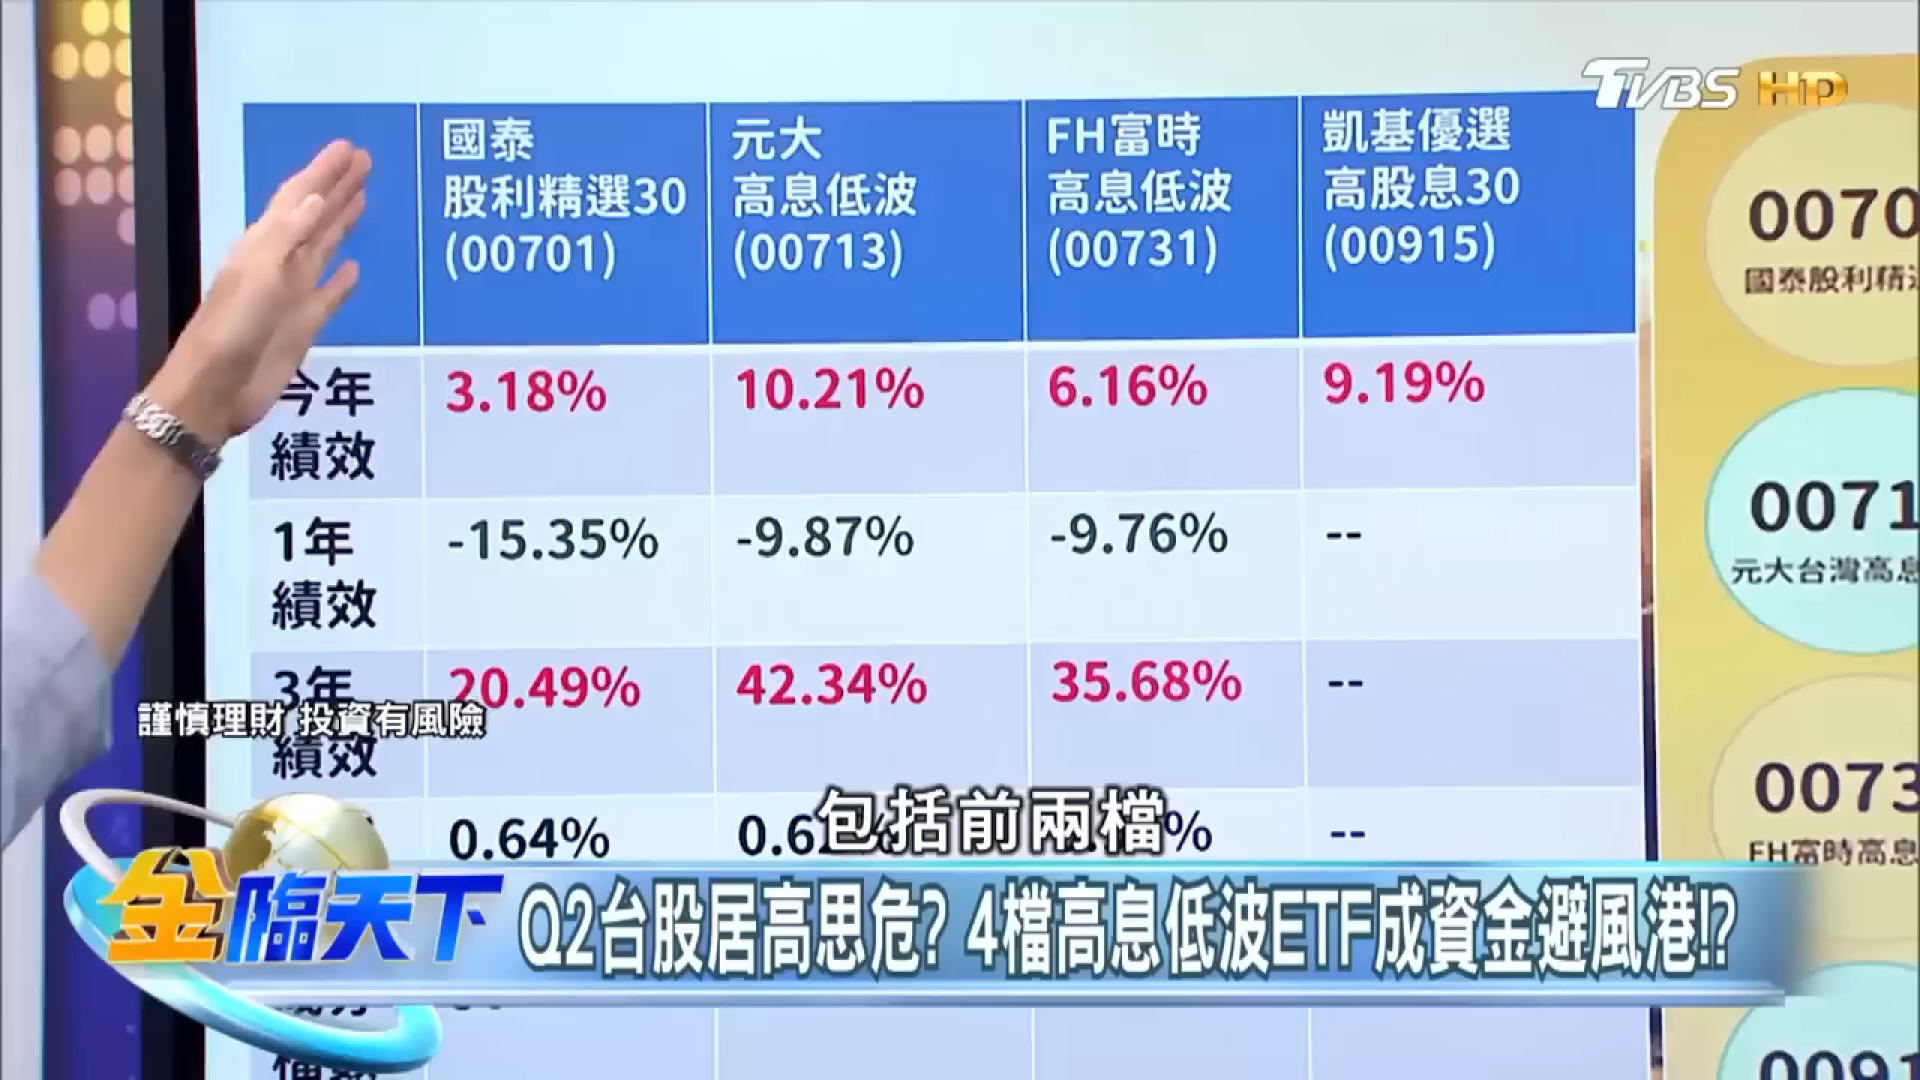 TVBS HD
國泰
股利精選30
(00701)
元大
高息低波
(00713)
FH富時
高息低波
(00731)
凱基優選
高股息30
(00915)
今年
績效
3.18%
10.21%
6.16%
9.19%
1年
績效
-15.35%
-9.87%
-9.76%
--
3年
績效
20.49%
42.34%
35.68%
--
0.64%
--
0070
國泰股利精
0071
元大台灣高息
0073
FH富時高息
0091
謹慎理財 投資有風險
包括前兩檔
金臨天下
Q2台股居高思危? 4檔高息低波ETF成資金避風港!?